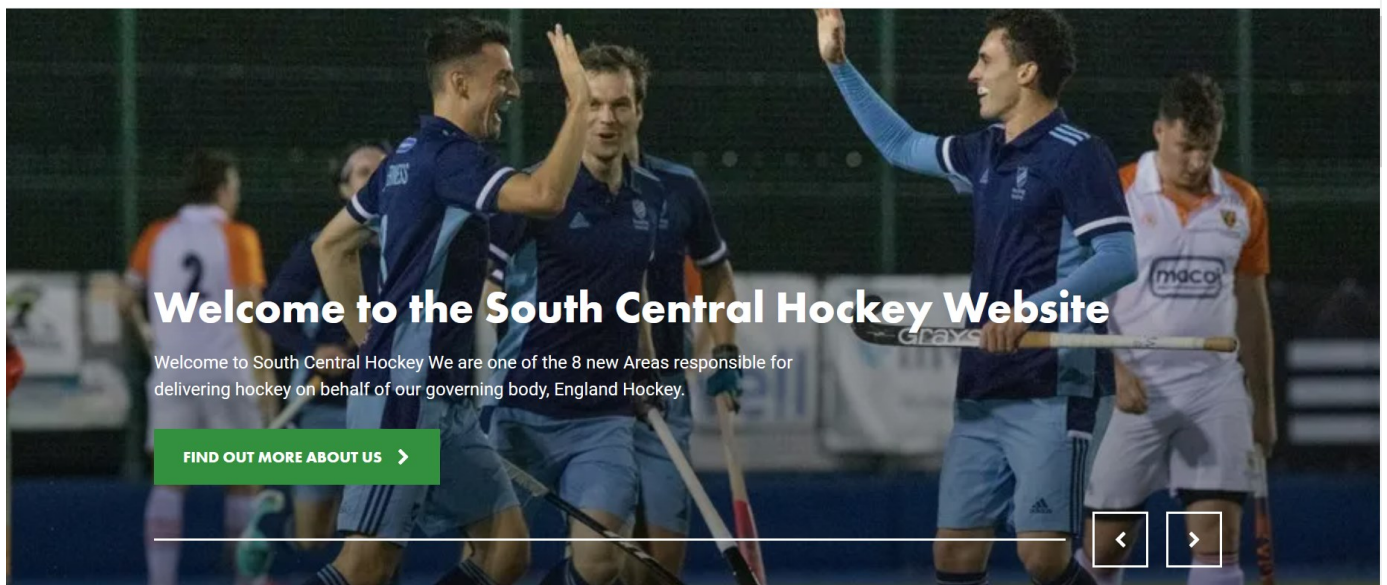 2
Welcome to the South Central Hockey Website
macol
GRAYS
Welcome to South Central Hockey We are one of the 8 new Areas responsible for
delivering hockey on behalf of our governing body, England Hockey.
FIND OUT MORE ABOUT US